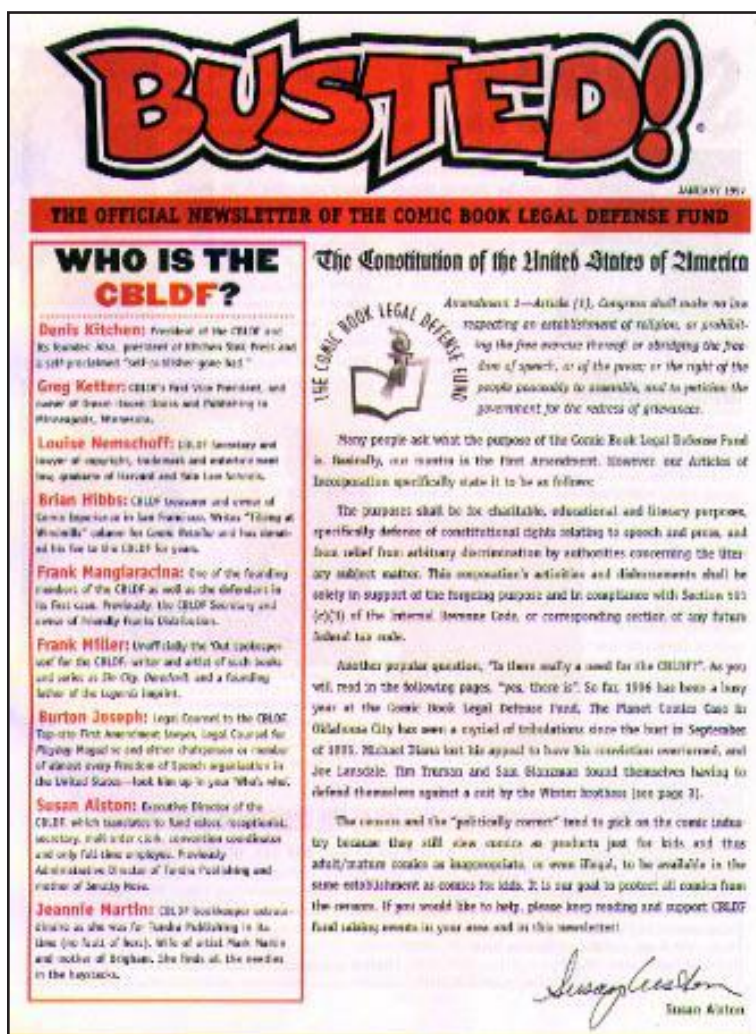 BUSTED!
JANUARY 1997
THE OFFICIAL NEWSLETTER OF THE COMIC BOOK LEGAL DEFENSE FUND
WHO IS THE
CBLDF?
Denis Kitchen: President of the CBLDF and
its founder. Also, president of Kitchen Sink Press and
a self-proclaimed "self-publisher gone bad."
Greg Ketter: CBLDF's Past Vice President, and
owner of Dream Haven Books and Publishing in
Minneapolis, Minnesota.
Louise Nemschoff: CBLDF Secretary and
lawyer of copyright, trademark and entertainment
law, graduate of Harvard and Yale Law Schools.
Brian Hibbs: CBLDF treasurer and owner of
Comix Experience in San Francisco. Writes "Tilting at
Windmills" column for Comic Retailer and has donat-
ed his fee to the CBLDF for years.
Frank Mangiaracina: One of the founding
members of the CBLDF as well as the defendant in
its first case. Previously, the CBLDF Secretary and
owner of Friendly Frank's Distribution.
Frank Miller: Unofficially the "Out spokesper-
son" for the CBLDF, writer and artist of such books
and series as Sin City, Daredevil, and a founding
father of the Legend imprint.
Burton Joseph: Legal Counsel to the CBLDF.
Top-rate First Amendment lawyer, Legal Counsel for
Playboy Magazine and either chairperson or member
of almost every Freedom of Speech organization in
the United States—look him up in your "Who's who".
Susan Alston: Executive Director of the
CBLDF, which translates to fund raiser, receptionist,
secretary, mail order clerk, convention coordinator
and only full time employee. Previously
Administrative Director of Tundra Publishing and
mother of
Jeannie Martin: CBLDF bookkeeper extraor-
dinaire as she was for Tundra Publishing in its
time (no fault of hers). Wife of artist Mark Martin
and mother of Brigham. She finds all the needles
in the haystacks.
The Constitution of the United States of America
THE COMIC BOOK LEGAL DEFENSE FUND
Amendment 1—Article (1), Congress shall make no law
respecting an establishment of religion, or prohibit-
ing the free exercise thereof; or abridging the free-
dom of speech, or of the press; or the right of the
people peaceably to assemble, and to petition the
government for the redress of grievances.
Many people ask what the purpose of the Comic Book Legal Defense Fund
is. Basically, our mantra is the First Amendment. However, our Articles of
Incorporation specifically state it to be as follows:
The purposes shall be for charitable, educational and literary purposes,
specifically defense of constitutional rights relating to speech and press, and
from relief from arbitrary discrimination by authorities concerning the liter-
ary subject matter. This corporation's activities and disbursements shall be
solely in support of the forgoing purpose and in compliance with Section 501
(c)(3) of the Internal Revenue Code, or corresponding section of any future
federal tax code.
Another popular question, "Is there really a need for the CBLDF?". As you
will read in the following pages, "yes, there is". So far, 1996 has been a busy
year at the Comic Book Legal Defense Fund. The Planet Comics Case in
Oklahoma City has seen a myriad of tribulations since the bust in September
of 1995. Michael Diana lost his appeal to have his conviction overturned, and
Joe Lansdale, Tim Truman and Sam Glanzman found themselves having to
defend themselves against a suit by the Winter brothers (see page 3).
The censors and the "politically correct" tend to pick on the comic indus-
try because they still view comics as products just for kids and thus
adult/mature comics as inappropriate, or even illegal, to be available in the
same establishment as comics for kids. It is our goal to protect all comics from
the censors. If you would like to help, please keep reading and support CBLDF
fund raising events in your area and in this newsletter!
Susan Alston
Susan Alston